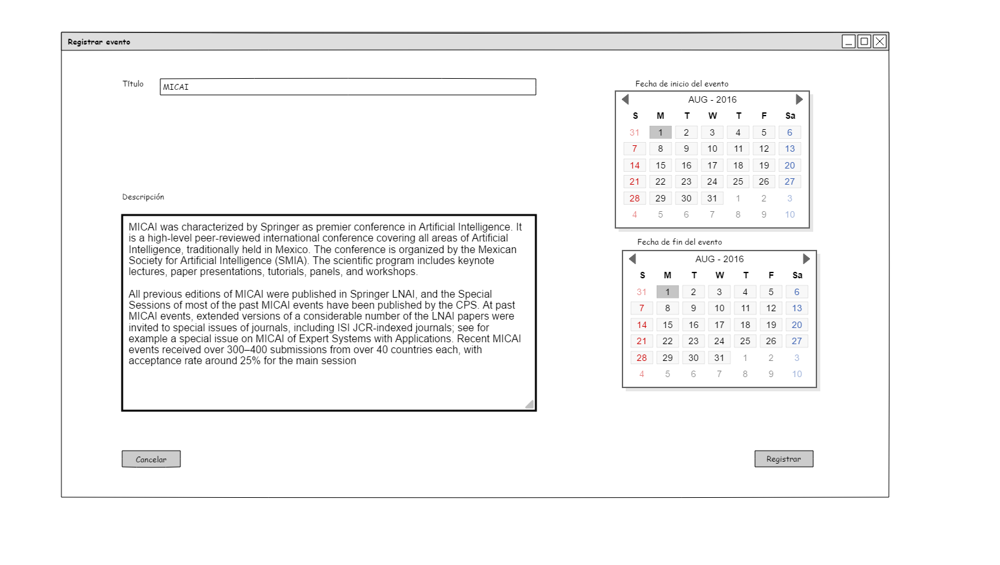 Registrar evento
Título
MICAI
Descripción
MICAI was characterized by Springer as premier conference in Artificial Intelligence. It
is a high-level peer-reviewed international conference covering all areas of Artificial
Intelligence, traditionally held in Mexico. The conference is organized by the Mexican
Society for Artificial Intelligence (SMIA). The scientific program includes keynote
lectures, paper presentations, tutorials, panels, and workshops.
All previous editions of MICAI were published in Springer LNAI, and the Special
Sessions of most of the past MICAI events have been published by the CPS. At past
MICAI events, extended versions of a considerable number of the LNAI papers were
invited to special issues of journals, including ISI JCR-indexed journals; see for
example a special issue on MICAI of Expert Systems with Applications. Recent MICAI
events received over 300–400 submissions from over 40 countries each, with
acceptance rate around 25% for the main session
Fecha de inicio del evento
AUG - 2016
S M T W T F Sa
31 1 2 3 4 5 6
7 8 9 10 11 12 13
14 15 16 17 18 19 20
21 22 23 24 25 26 27
28 29 30 31 1 2 3
4 5 6 7 8 9 10
Fecha de fin del evento
AUG - 2016
S M T W T F Sa
31 1 2 3 4 5 6
7 8 9 10 11 12 13
14 15 16 17 18 19 20
21 22 23 24 25 26 27
28 29 30 31 1 2 3
4 5 6 7 8 9 10
Cancelar
Registrar